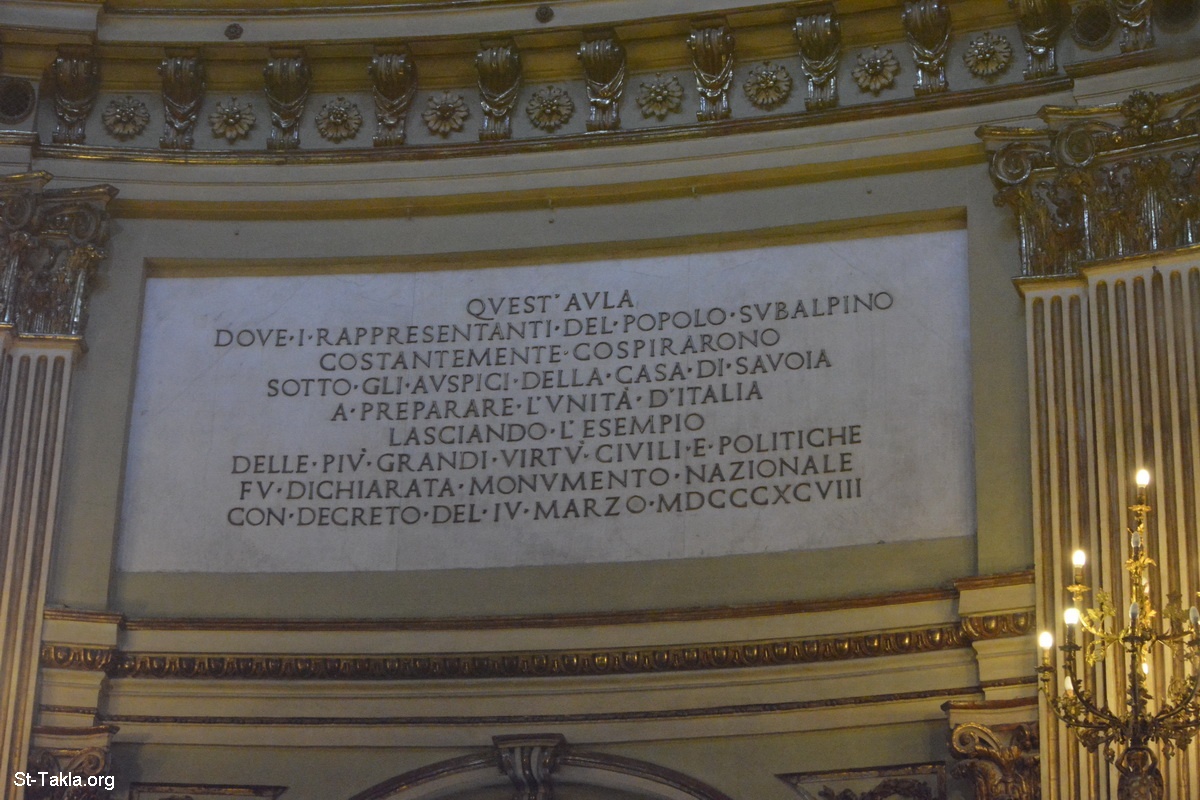 QVEST'AVLA
DOVE·I·RAPPRESENTANTI·DEL·POPOLO·SVBALPINO
COSTANTEMENTE·COSPIRARONO
SOTTO·GLI·AVSPICI·DELLA·CASA·DI·SAVOIA
A·PREPARARE·L'VNITÀ·D'ITALIA
LASCIANDO·L'ESEMPIO
DELLE·PIV̀·GRANDI·VIRTV̀·CIVILI·E·POLITICHE
FV·DICHIARATA·MONVMENTO·NAZIONALE
CON·DECRETO·DEL·IV·MARZO·MDCCCXCVIII
St-Takla.org